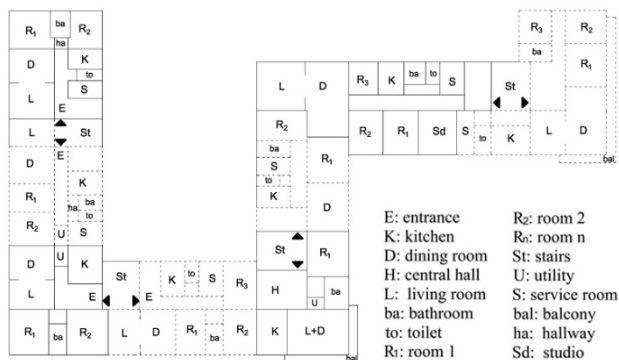 R1 ba R2
ha
D K
to
L S
E
L St
D E
K
R1 ba
ha to
R2 S
U
D U K
L E St E
R1 ba R2 L D
K to S R3
R1 ba R2
L D R3 K ba to S St
R3 R2
ba R1
R2 R2 R1 Sd S to K L D
bal
ba R1
S
to
K D
St R1
H U ba
K L+D
bal
E: entrance R2: room 2
K: kitchen Rn: room n
D: dining room St: stairs
H: central hall U: utility
L: living room S: service room
ba: bathroom bal: balcony
to: toilet ha: hallway
R1: room 1 Sd: studio